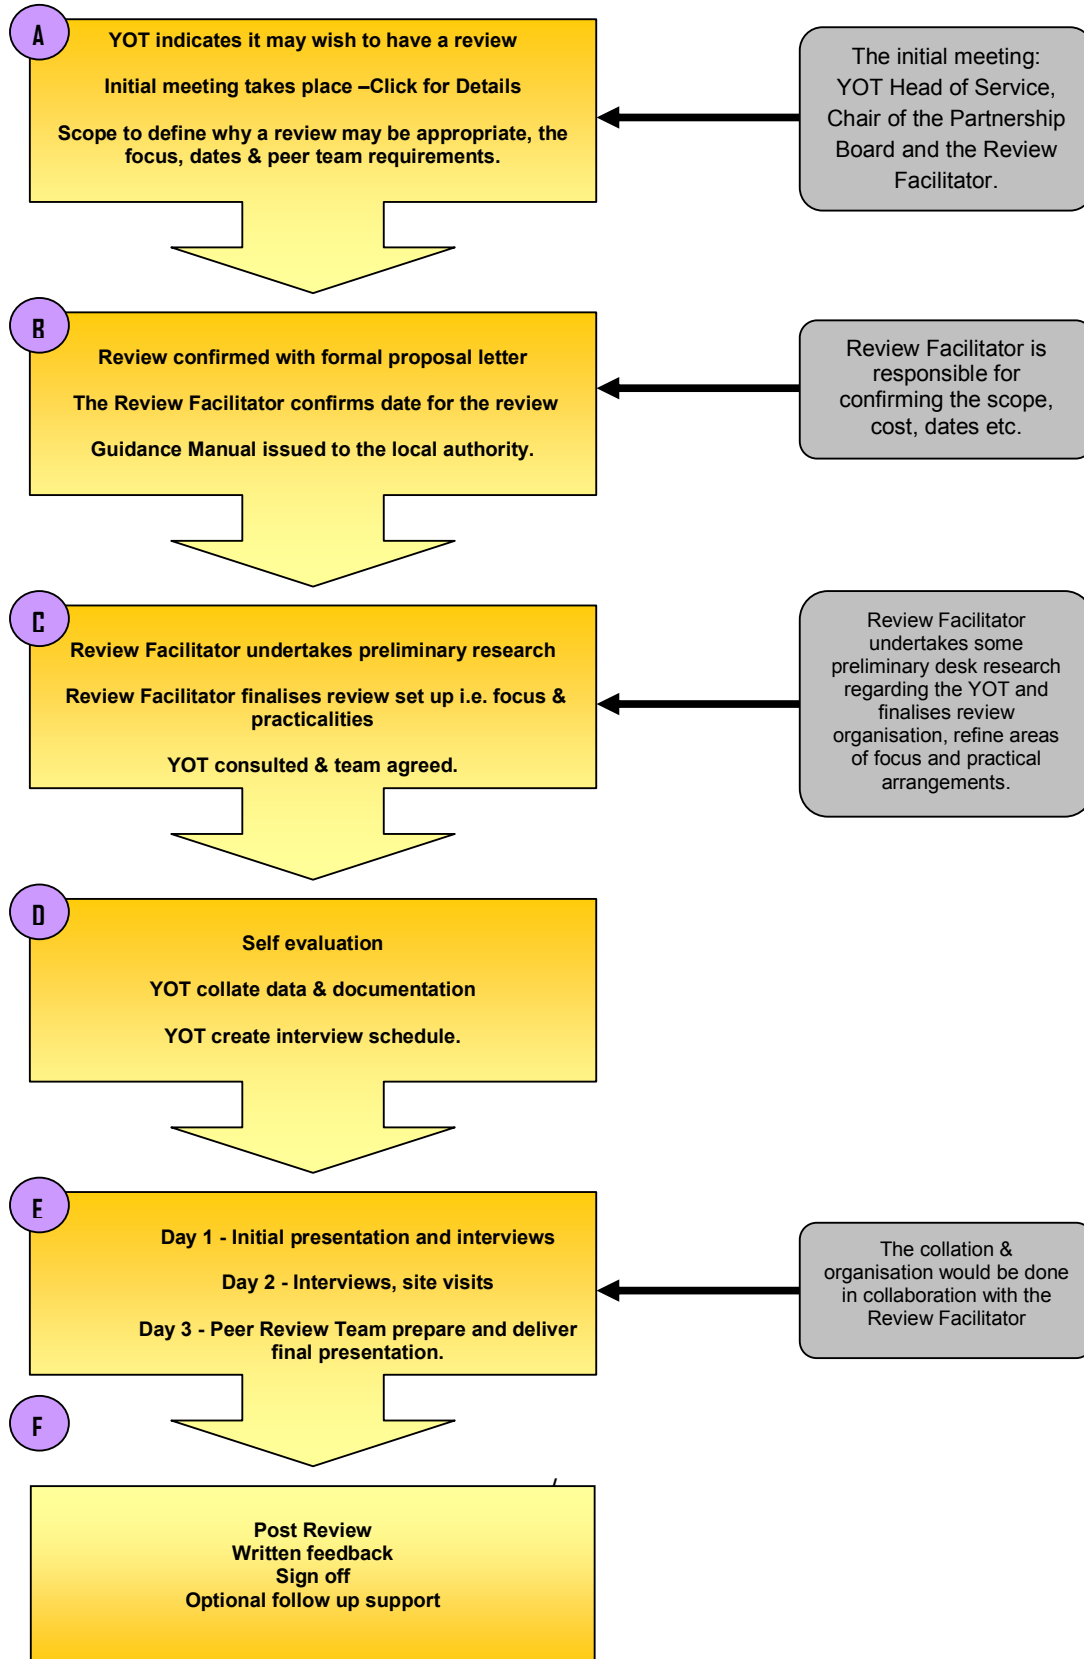 A
YOT indicates it may wish to have a review
Initial meeting takes place –Click for Details
Scope to define why a review may be appropriate, the
focus, dates & peer team requirements.
The initial meeting:
YOT Head of Service,
Chair of the Partnership
Board and the Review
Facilitator.
B
Review confirmed with formal proposal letter
The Review Facilitator confirms date for the review
Guidance Manual issued to the local authority.
Review Facilitator is
responsible for
confirming the scope,
cost, dates etc.
C
Review Facilitator undertakes preliminary research
Review Facilitator finalises review set up i.e. focus &
practicalities
YOT consulted & team agreed.
Review Facilitator
undertakes some
preliminary desk research
regarding the YOT and
finalises review
organisation, refine areas
of focus and practical
arrangements.
D
Self evaluation
YOT collate data & documentation
YOT create interview schedule.
E
Day 1 - Initial presentation and interviews
Day 2 - Interviews, site visits
Day 3 - Peer Review Team prepare and deliver
final presentation.
The collation &
organisation would be done
in collaboration with the
Review Facilitator
F
Post Review
Written feedback
Sign off
Optional follow up support